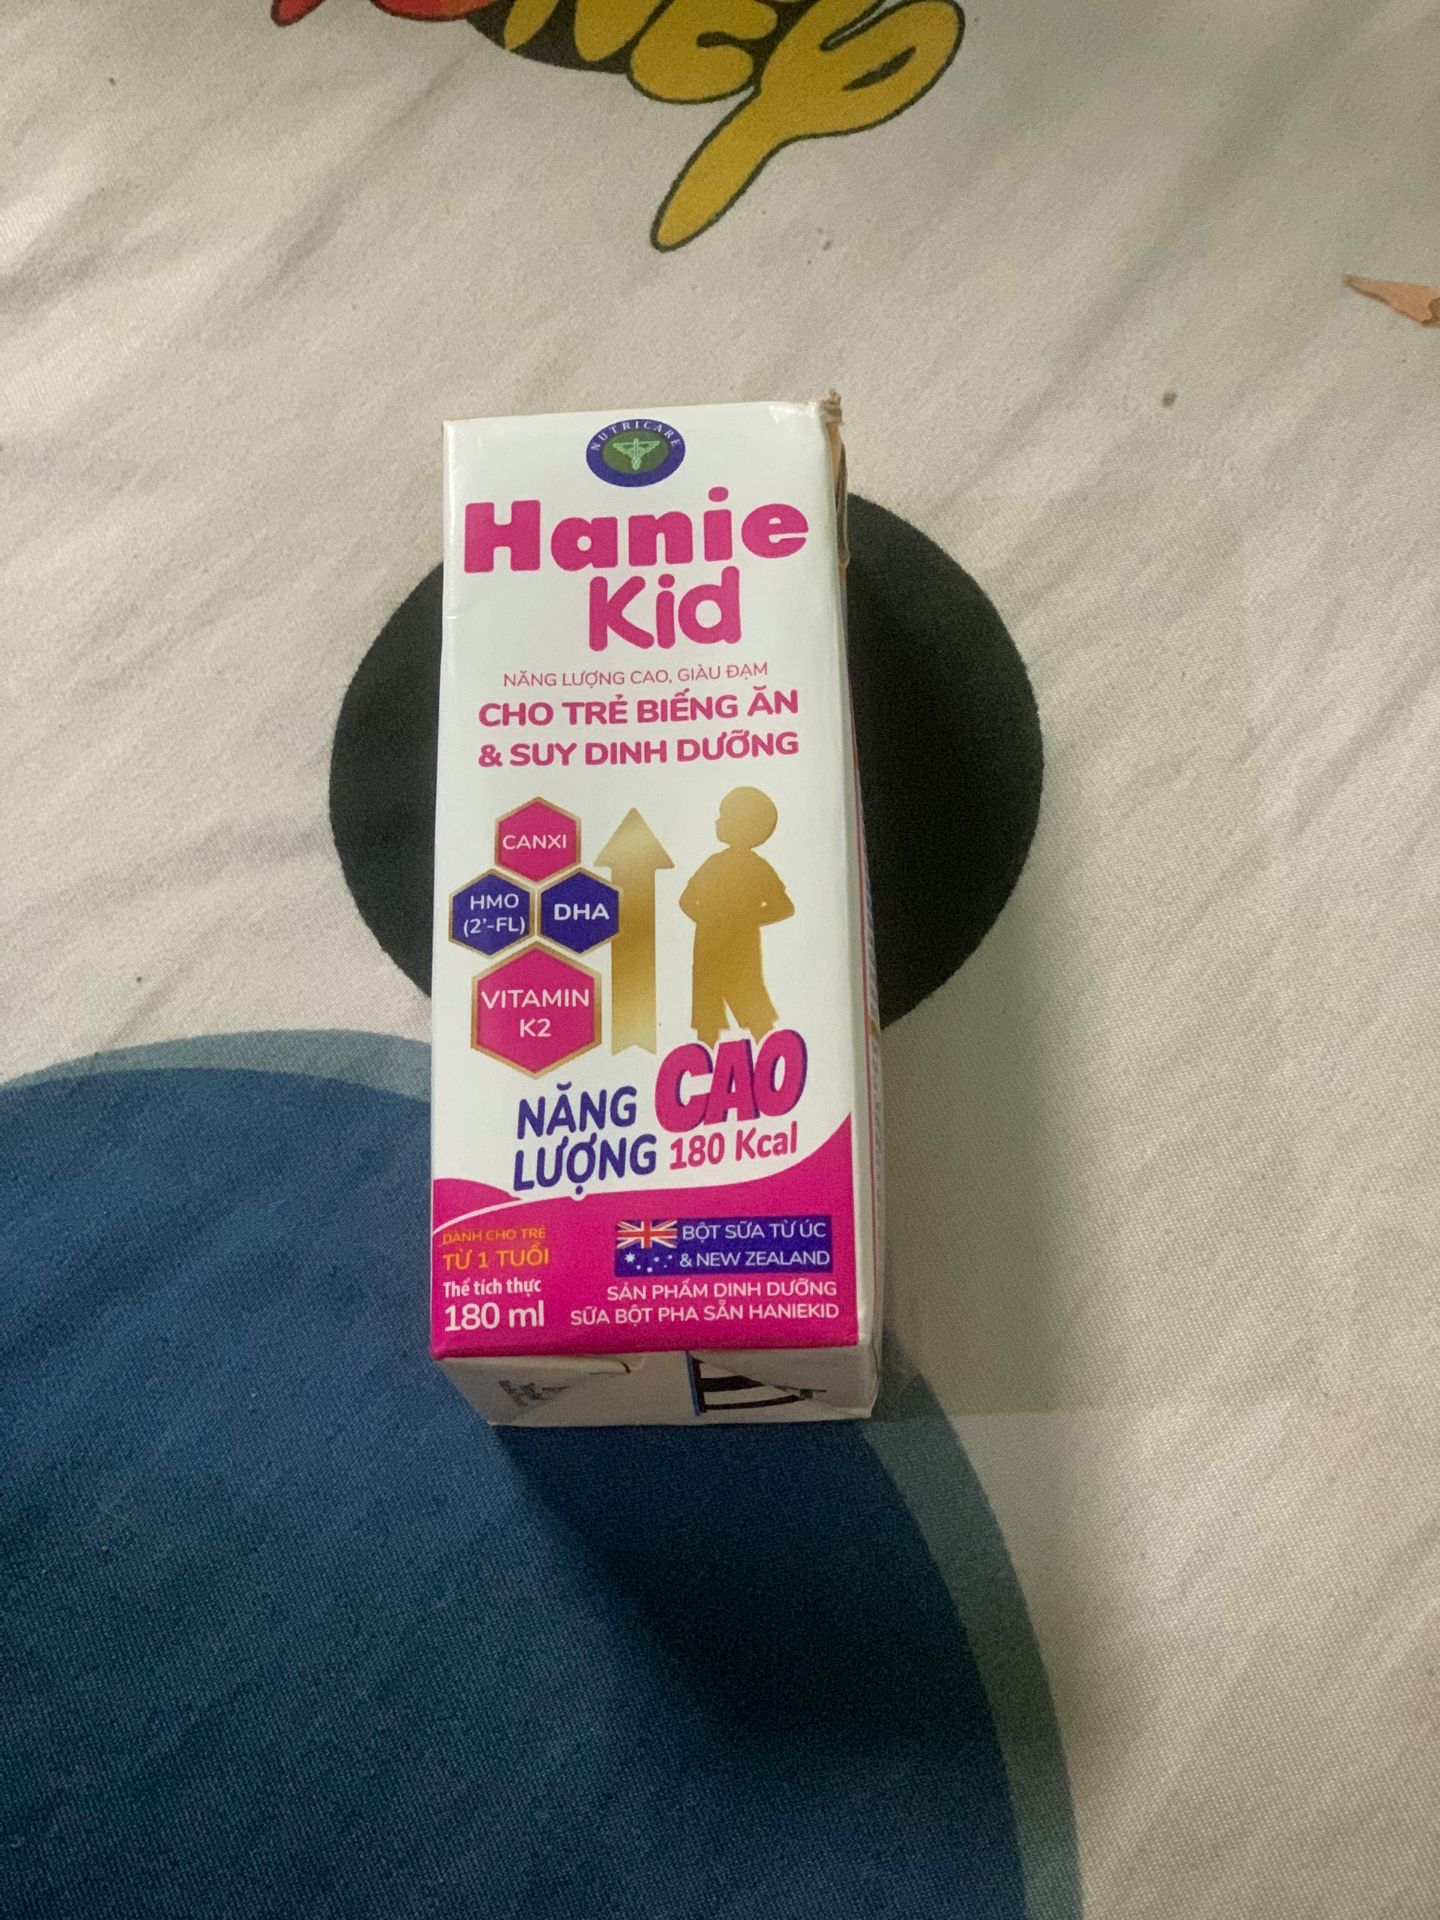 NUTRICARE
Hanie
Kid
NĂNG LƯỢNG CAO, GIÀU ĐẠM
CHO TRẺ BIẾNG ĂN
& SUY DINH DƯỠNG
CANXI
HMO
(2'-FL)
DHA
VITAMIN
K2
NĂNG
LƯỢNG
CAO
180 Kcal
DÀNH CHO TRẺ
TỪ 1 TUỔI
Thể tích thực
180 ml
BỘT SỮA TỪ ÚC
& NEW ZEALAND
SẢN PHẨM DINH DƯỠNG
SỮA BỘT PHA SẴN HANIEKID